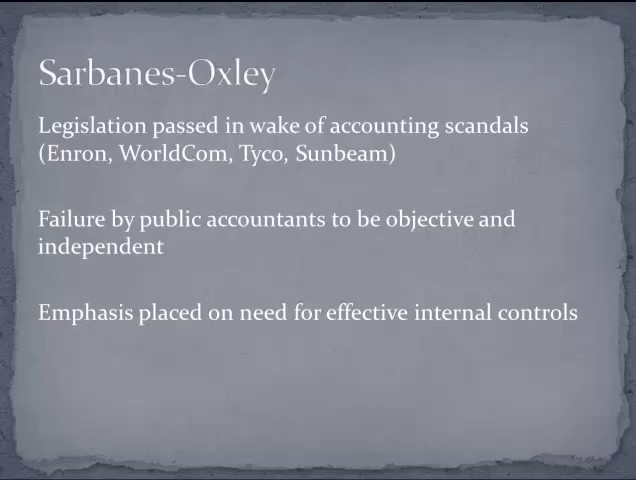 Sarbanes-Oxley
Legislation passed in wake of accounting scandals
(Enron, WorldCom, Tyco, Sunbeam)
Failure by public accountants to be objective and
independent
Emphasis placed on need for effective internal controls